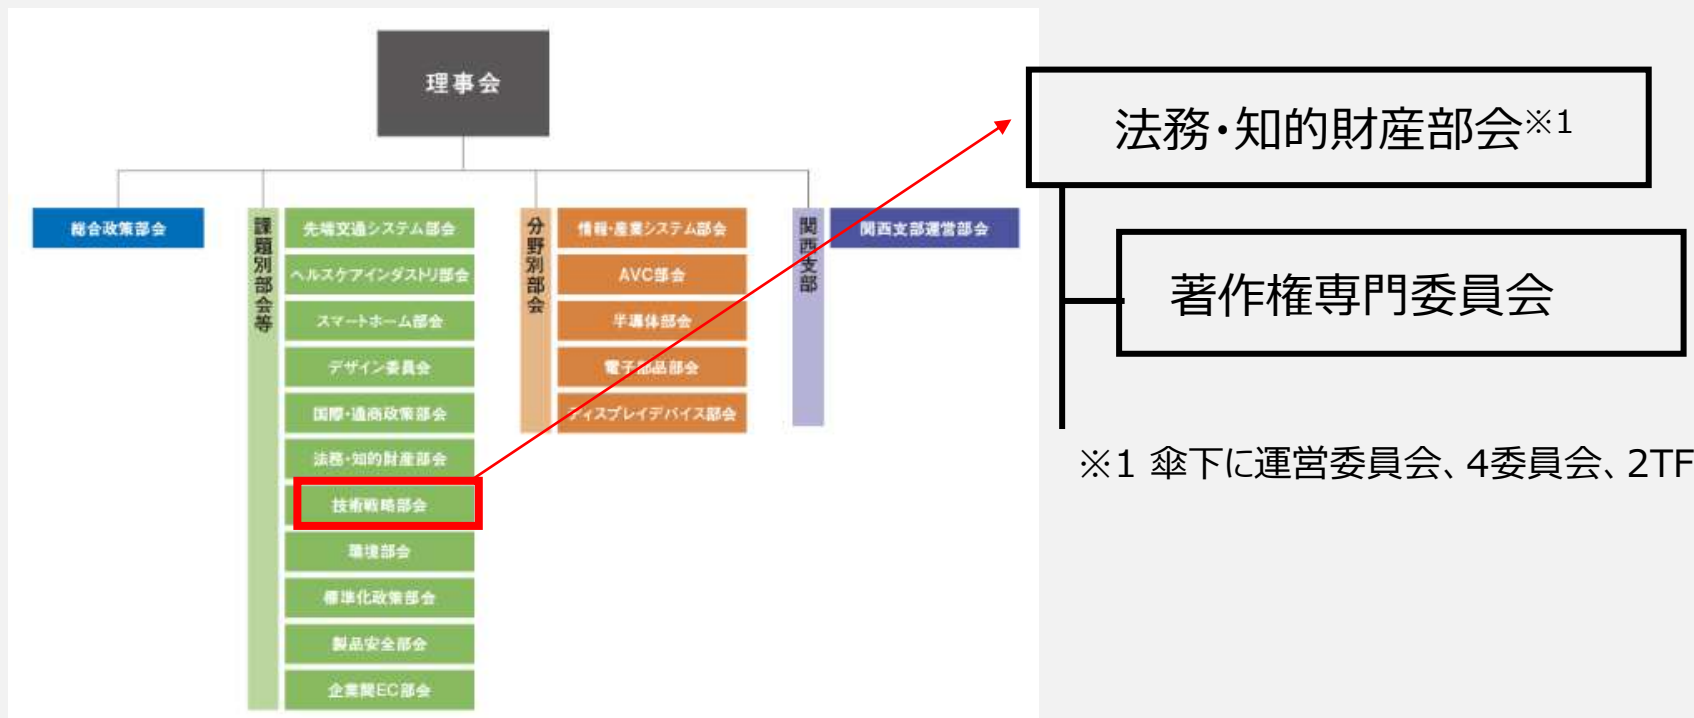 理事会
総合政策部会
課題別部会等
先端交通システム部会
ヘルスケアインダストリ部会
スマートホーム部会
デザイン委員会
国際・通商政策部会
法務・知的財産部会
技術戦略部会
環境部会
標準化政策部会
製品安全部会
企業間EC部会
分野別部会
情報・産業システム部会
AVC部会
半導体部会
電子部品部会
ディスプレイデバイス部会
関西支部
関西支部運営部会
法務・知的財産部会※1
著作権専門委員会
※1 傘下に運営委員会、4委員会、2TF